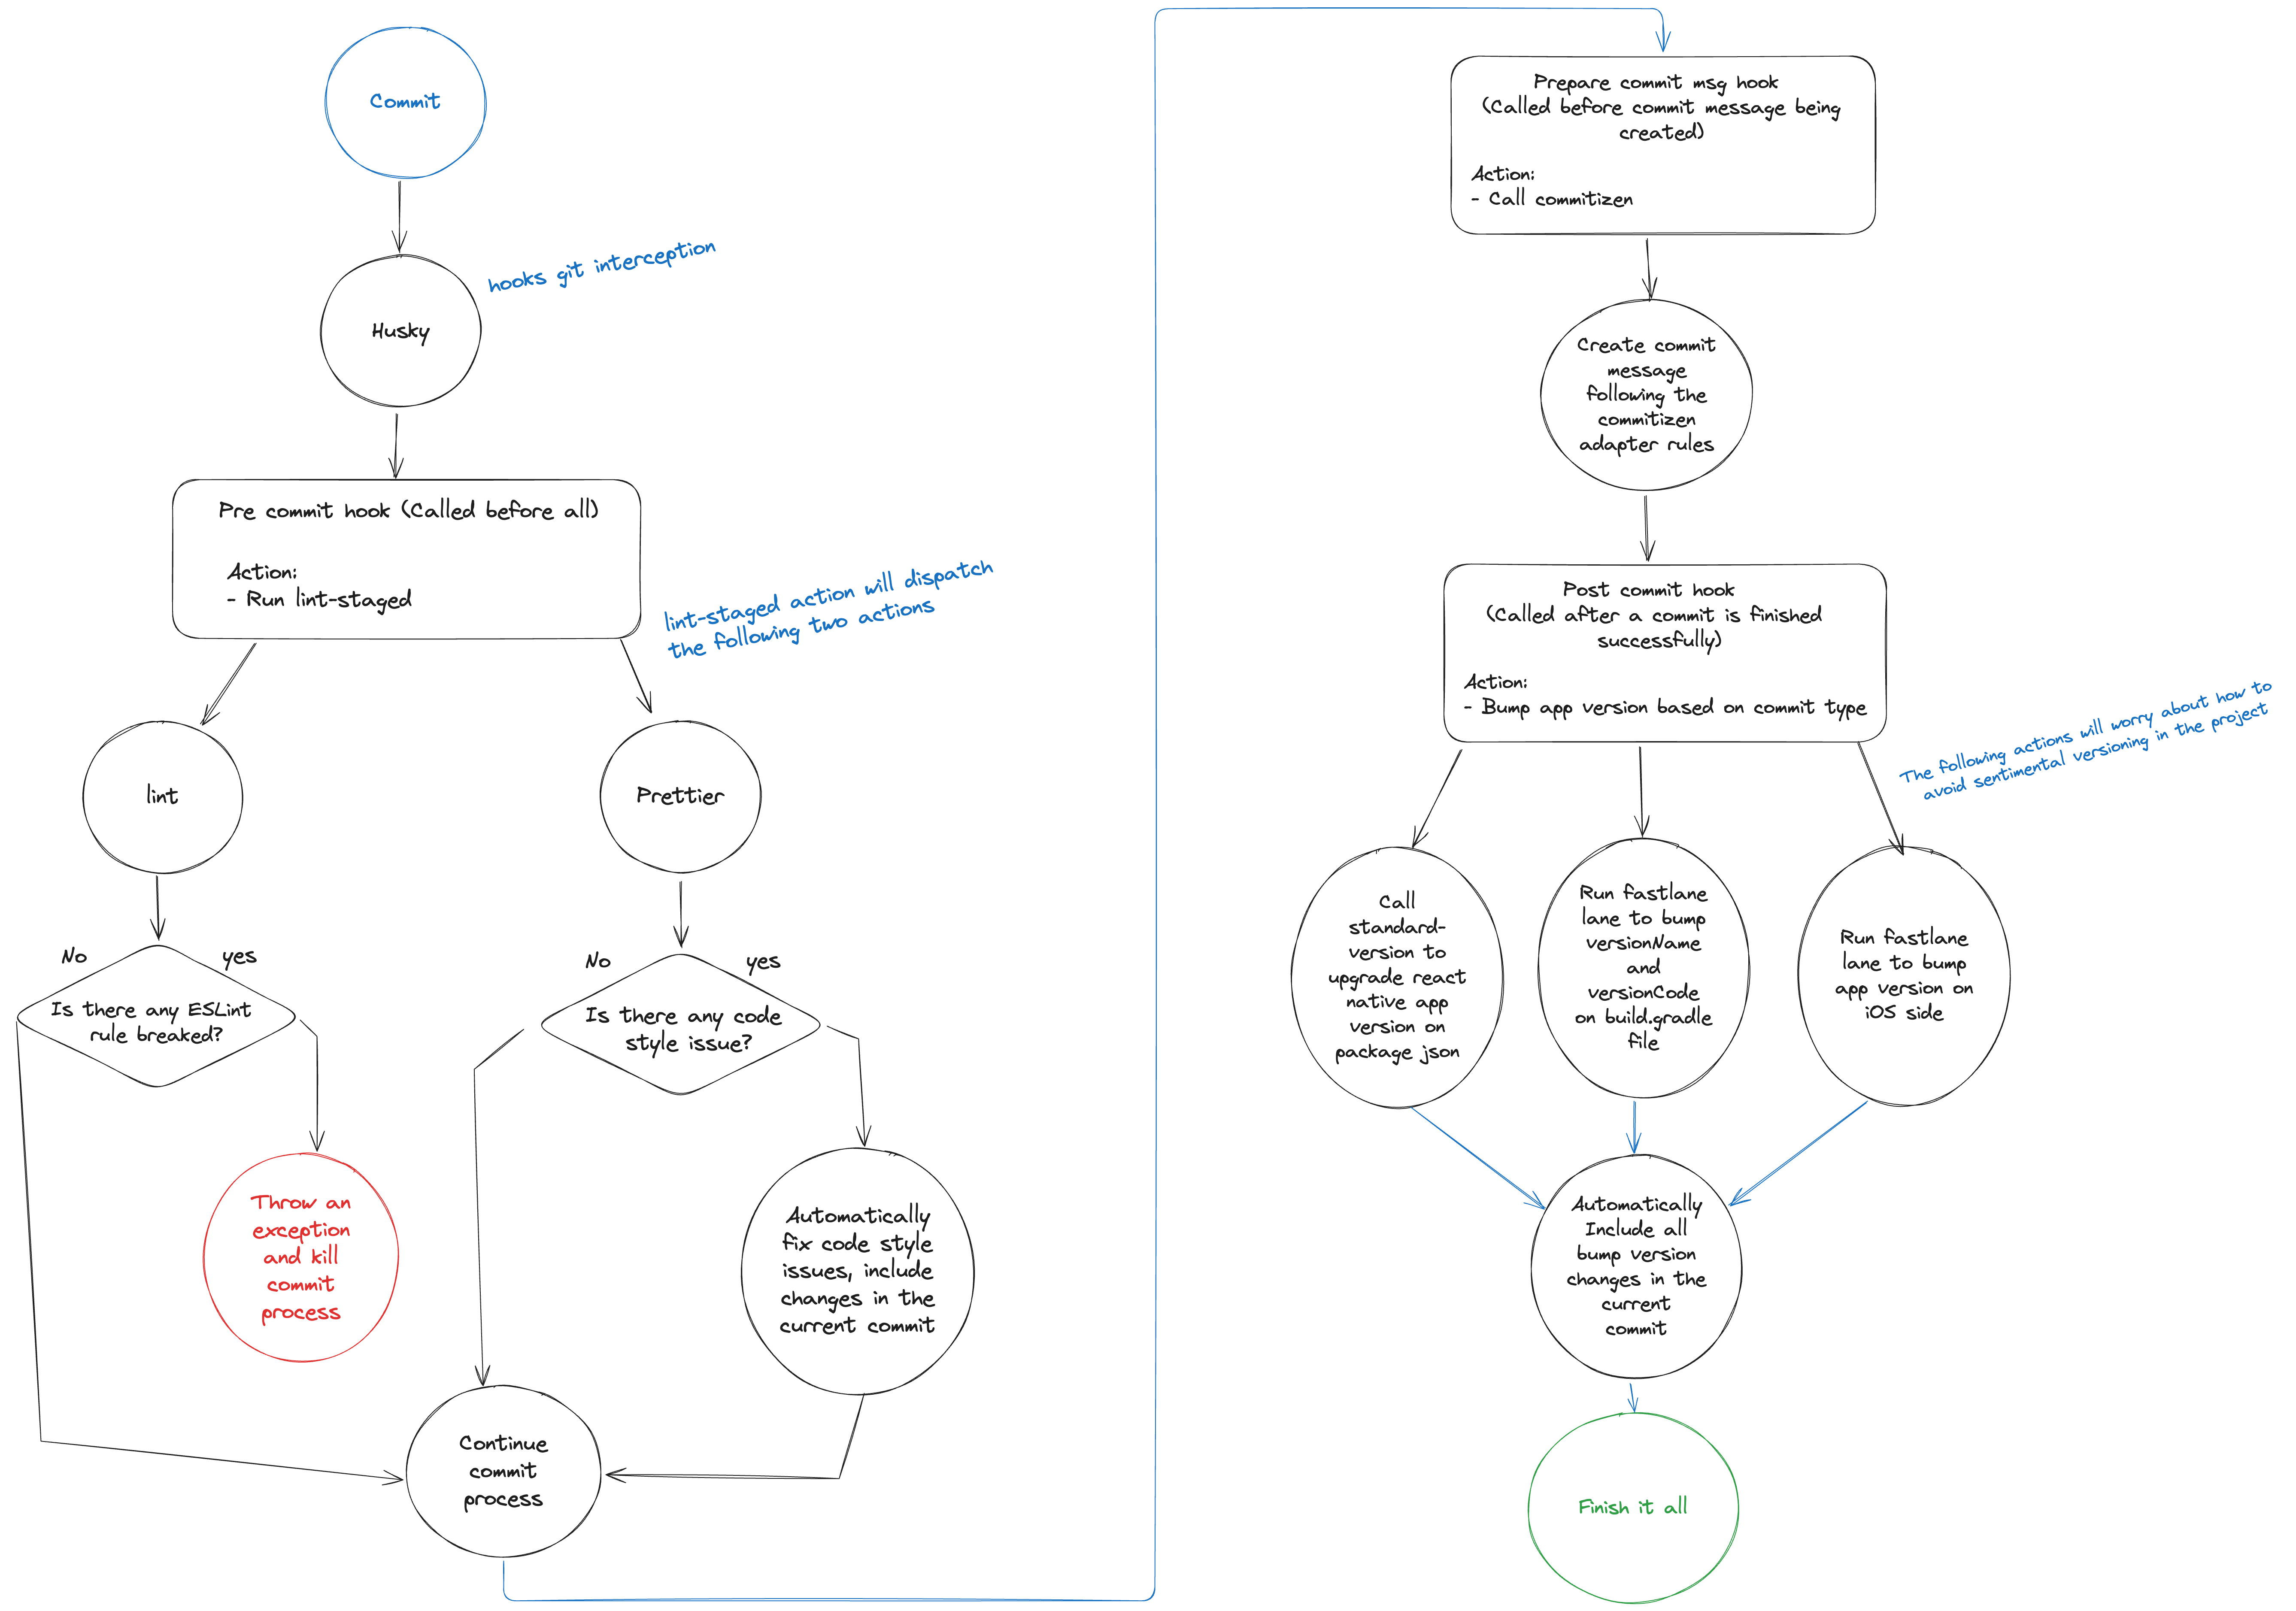 Commit
hooks git interception
Husky
Pre commit hook (Called before all)
Action:
- Run lint-staged
lint-staged action will dispatch
the following two actions
lint
Prettier
No
yes
Is there any ESLint
rule breaked?
No
yes
Is there any code
style issue?
Throw an
exception
and kill
commit
process
Automatically
fix code style
issues, include
changes in the
current commit
Continue
commit
process
Prepare commit msg hook
(Called before commit message being
created)
Action:
- Call commitizen
Create commit
message
following the
commitizen
adapter rules
Post commit hook
(Called after a commit is finished
successfully)
Action:
- Bump app version based on commit type
The following actions will worry about how to
avoid sentimental versioning in the project
Call
standard-
version to
upgrade react
native app
version on
package json
Run fastlane
lane to bump
versionName
and
versionCode
on build.gradle
file
Run fastlane
lane to bump
app version on
iOS side
Automatically
Include all
bump version
changes in the
current
commit
Finish it all